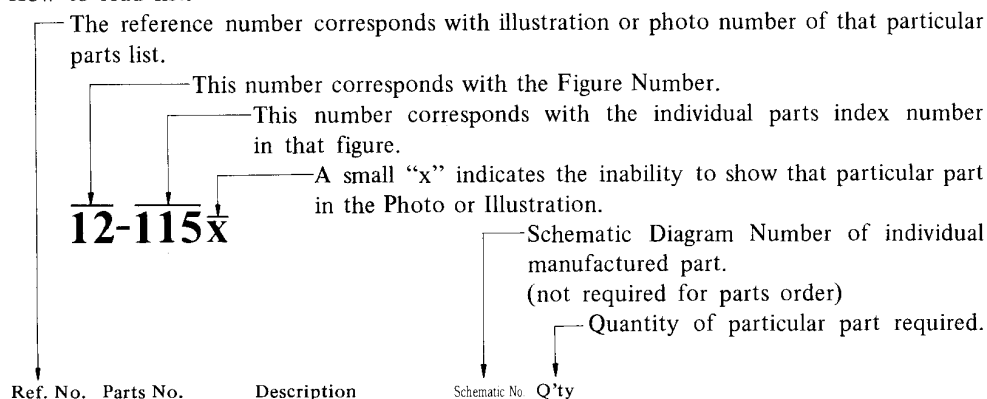 The reference number corresponds with illustration or photo number of that particular
parts list.
This number corresponds with the Figure Number.
This number corresponds with the individual parts index number
in that figure.
A small “x” indicates the inability to show that particular part
in the Photo or Illustration.
12-115x
Schematic Diagram Number of individual
manufactured part.
(not required for parts order)
Quantity of particular part required.
Ref. No. Parts No. Description Schematic No. Q'ty